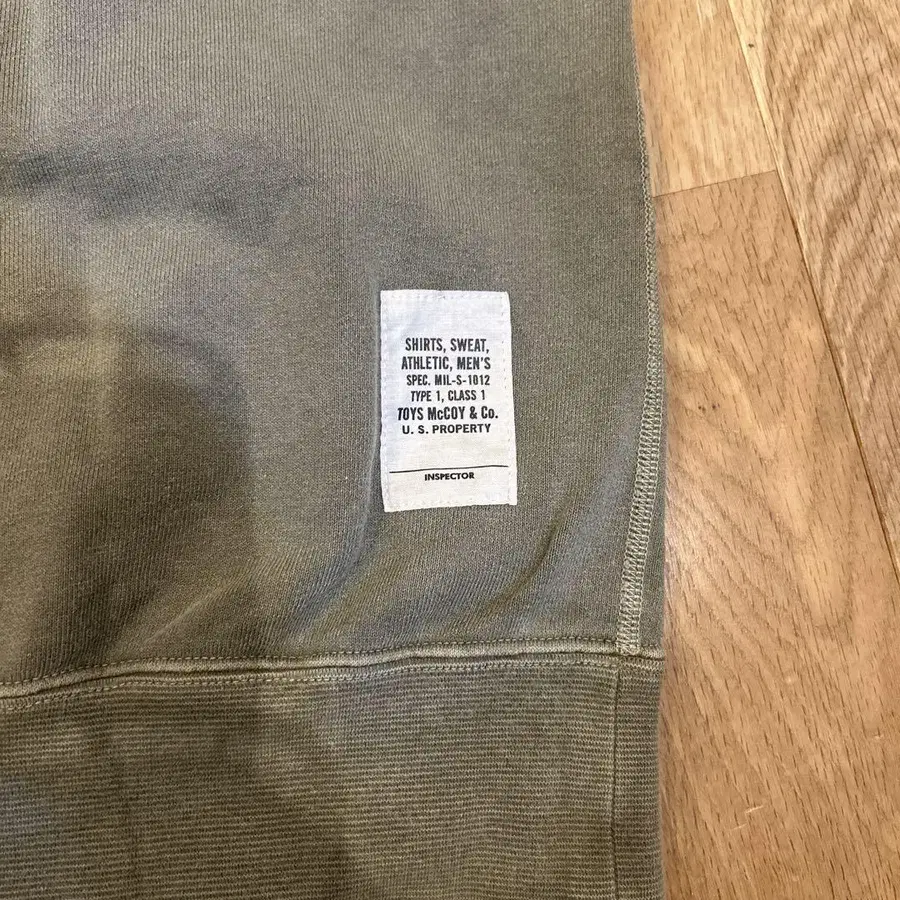 SHIRTS, SWEAT,
ATHLETIC, MEN'S
SPEC. MIL-S-1012
TYPE 1, CLASS 1
TOYS McCOY & Co.
U. S. PROPERTY
INSPECTOR